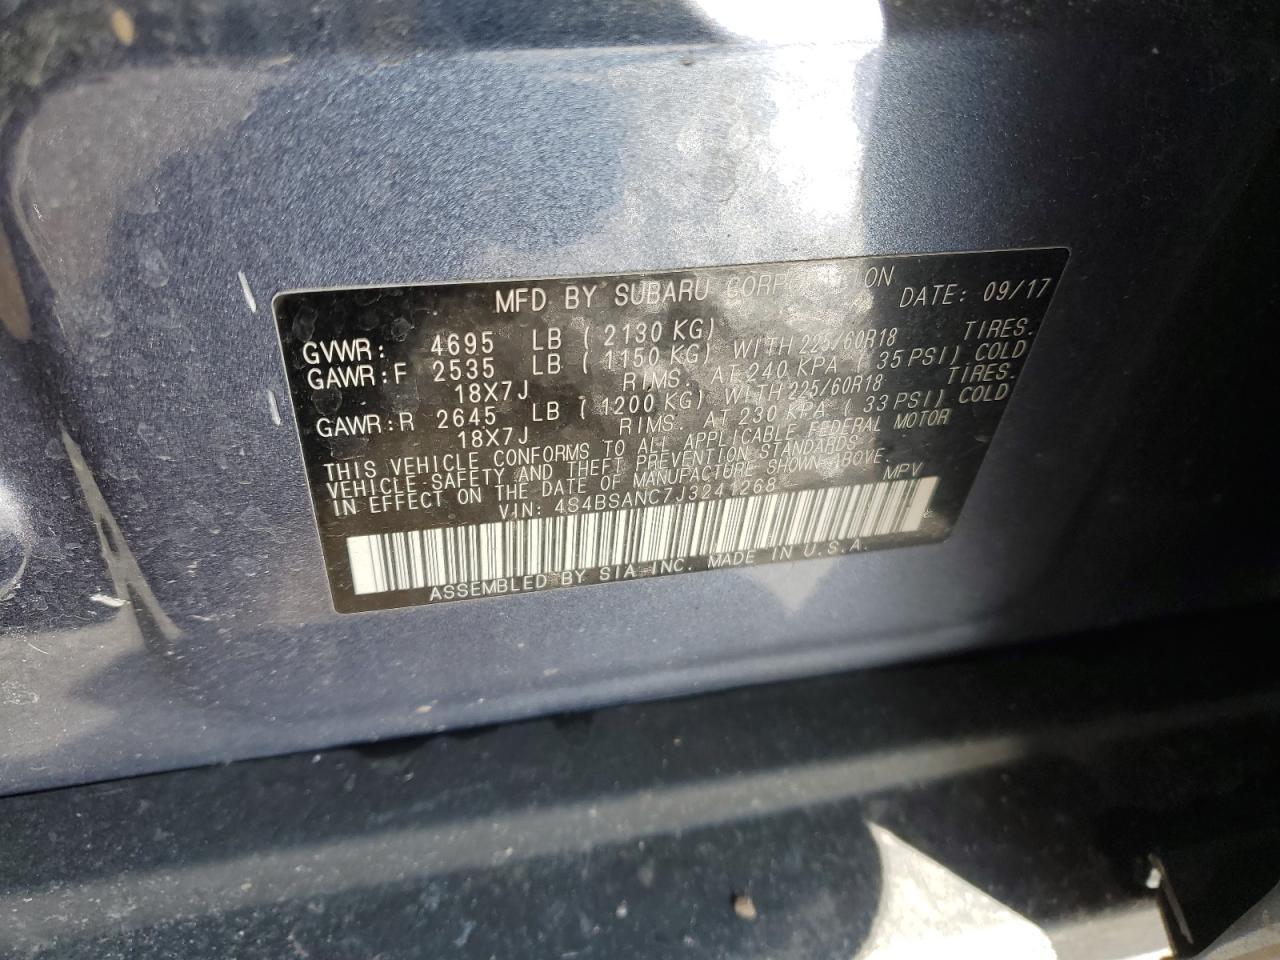 MFD BY SUBARU CORPORATION DATE: 09/17
GVWR: 4695 LB ( 2130 KG)
GAWR:F 2535 LB ( 1150 KG) WITH 225/60R18 TIRES.
18X7J RIMS. AT 240 KPA ( 35 PSI) COLD
GAWR:R 2645 LB ( 1200 KG) WITH 225/60R18 TIRES.
18X7J RIMS. AT 230 KPA ( 33 PSI) COLD
THIS VEHICLE CONFORMS TO ALL APPLICABLE FEDERAL MOTOR
VEHICLE-SAFETY AND THEFT PREVENTION STANDARDS
IN EFFECT ON THE DATE OF MANUFACTURE SHOWN ABOVE.
VIN: 4S4BSANC7J3241268 MPV
ASSEMBLED BY SIA.INC. MADE IN U.S.A.